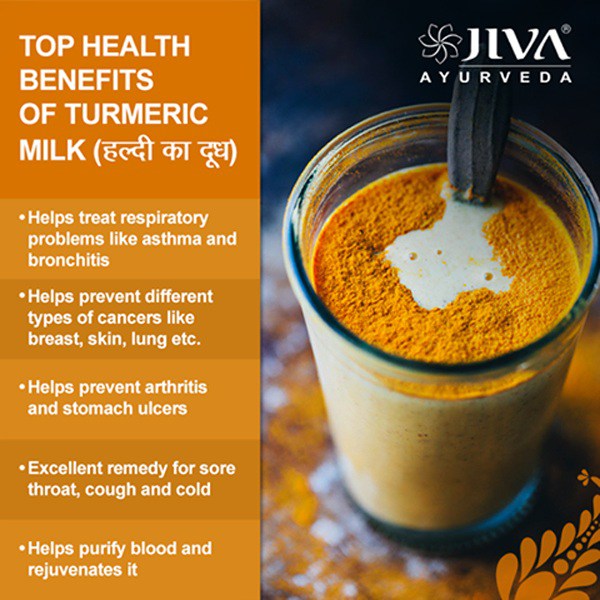 TOP HEALTH
BENEFITS
OF TURMERIC
MILK (हल्दी का दूध)
• Helps treat respiratory
problems like asthma and
bronchitis
• Helps prevent different
types of cancers like
breast, skin, lung etc.
• Helps prevent arthritis
and stomach ulcers
• Excellent remedy for sore
throat, cough and cold
• Helps purify blood and
rejuvenates it
JIVA®
AYURVEDA